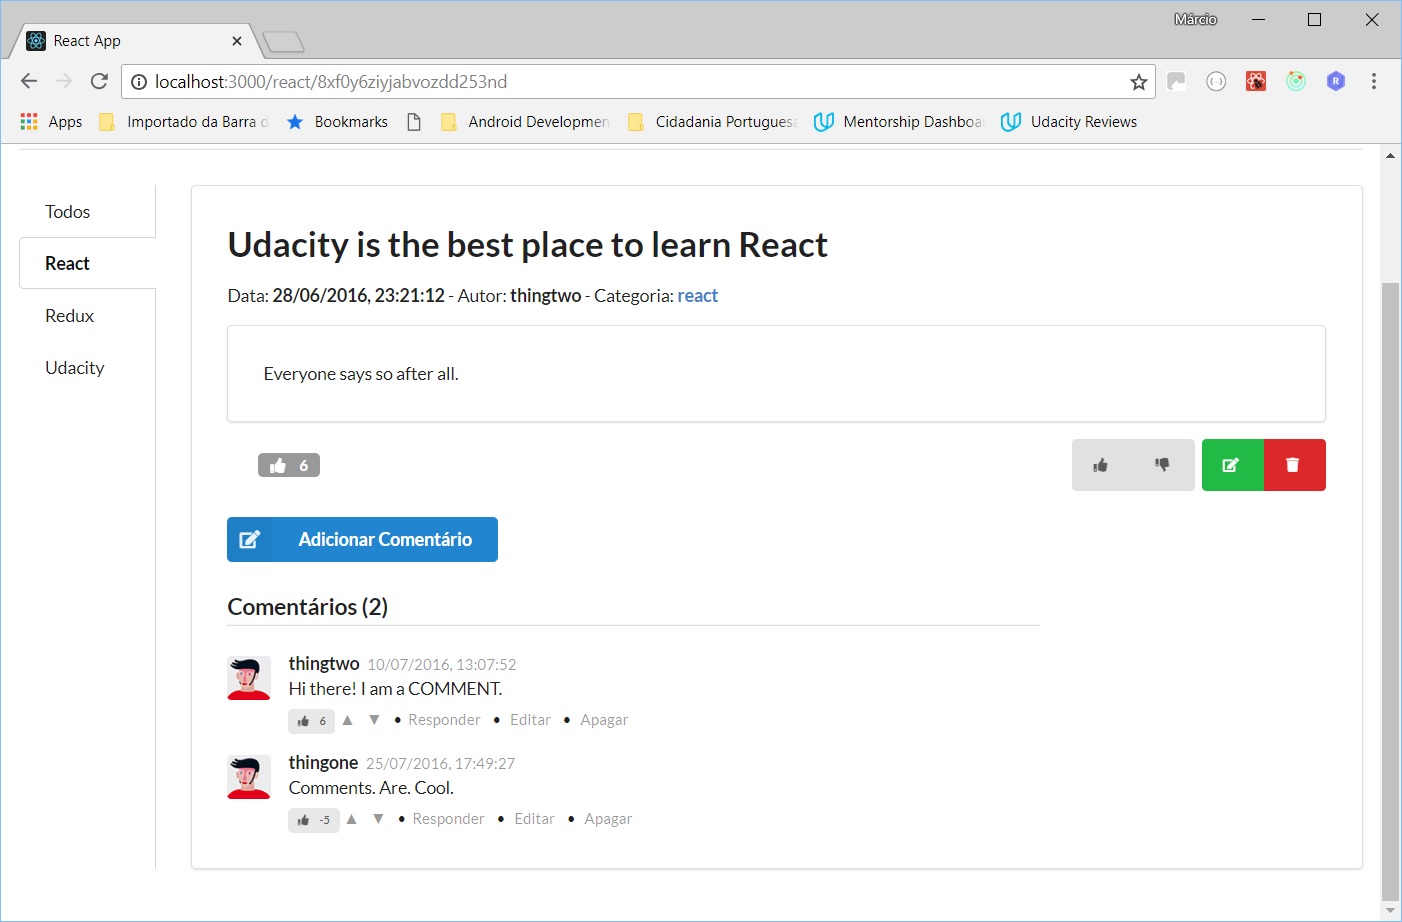 Márcio
React App
localhost:3000/react/8xf0y6ziyjabvozdd253nd
Apps Importado da Barra d Bookmarks Android Developmen Cidadania Portugues Mentorship Dashboa Udacity Reviews
Todos
React
Redux
Udacity
Udacity is the best place to learn React
Data: 28/06/2016, 23:21:12 - Autor: thingtwo - Categoria: react
Everyone says so after all.
6
Adicionar Comentário
Comentários (2)
thingtwo 10/07/2016, 13:07:52
Hi there! I am a COMMENT.
6 ▲ ▼ • Responder • Editar • Apagar
thingone 25/07/2016, 17:49:27
Comments. Are. Cool.
-5 ▲ ▼ • Responder • Editar • Apagar